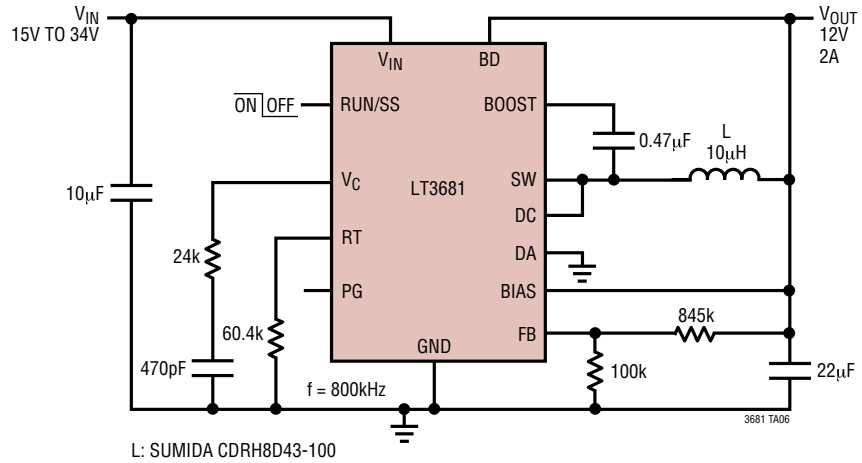 VIN
15V TO 34V
VOUT
12V
2A
VIN
BD
ON OFF
RUN/SS
BOOST
0.47µF
L
10µH
VC
LT3681
SW
10µF
DC
24k
RT
DA
PG
BIAS
60.4k
845k
FB
GND
470pF
100k
22µF
f = 800kHz
3681 TA06
L: SUMIDA CDRH8D43-100